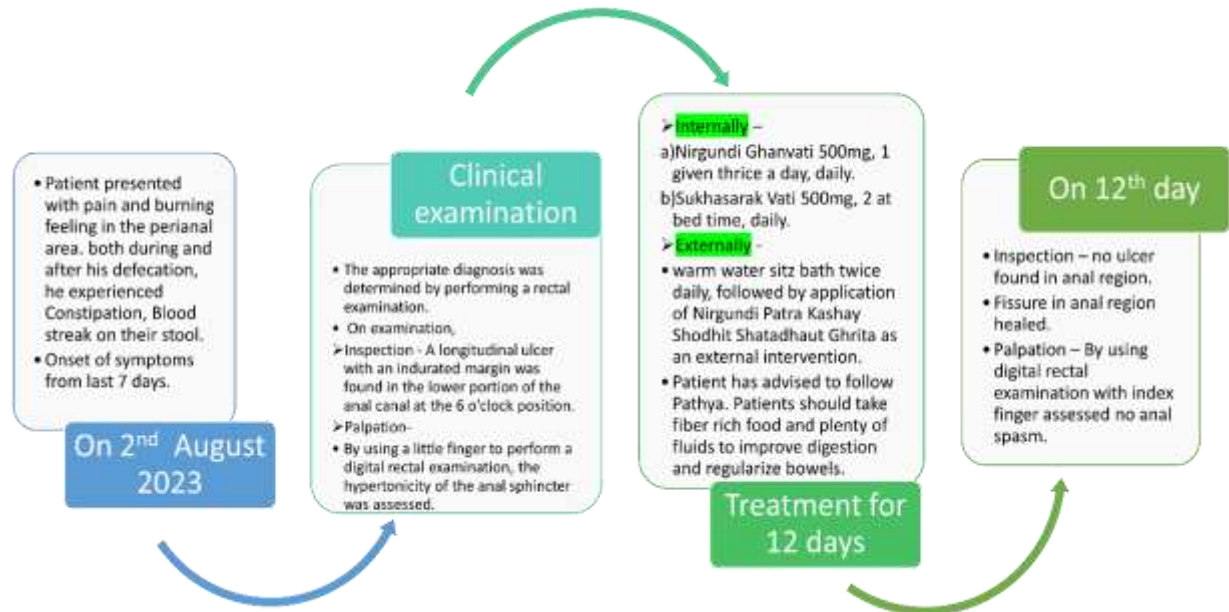 • Patient presented
with pain and burning
feeling in the perianal
area. both during and
after his defecation,
he experienced
Constipation, Blood
streak on their stool.
• Onset of symptoms
from last 7 days.
On 2nd August
2023
Clinical
examination
• The appropriate diagnosis was
determined by performing a rectal
examination.
• On examination,
➢Inspection - A longitudinal ulcer
with an indurated margin was
found in the lower portion of the
anal canal at the 6 o'clock position.
➢Palpation-
• By using a little finger to perform a
digital rectal examination, the
hypertonicity of the anal sphincter
was assessed.
➢Internally –
a)Nirgundi Ghanvati 500mg, 1
given thrice a day, daily.
b)Sukhasarak Vati 500mg, 2 at
bed time, daily.
➢Externally -
• warm water sitz bath twice
daily, followed by application
of Nirgundi Patra Kashay
Shodhit Shatadhaut Ghrita as
an external intervention.
• Patient has advised to follow
Pathya. Patients should take
fiber rich food and plenty of
fluids to improve digestion
and regularize bowels.
Treatment for
12 days
On 12th day
• Inspection – no ulcer
found in anal region.
• Fissure in anal region
healed.
• Palpation – By using
digital rectal
examination with index
finger assessed no anal
spasm.